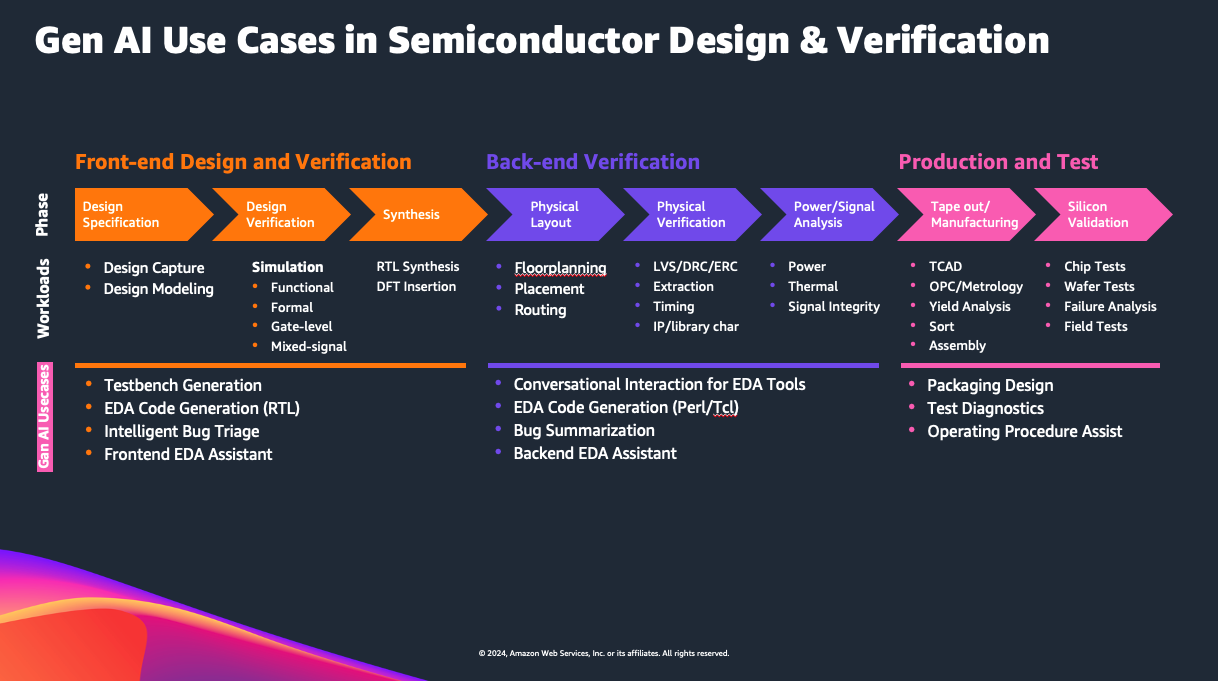 Gen AI Use Cases in Semiconductor Design & Verification
Front-end Design and Verification
Back-end Verification
Production and Test
Phase
Design
Specification
Design
Verification
Synthesis
Physical
Layout
Physical
Verification
Power/Signal
Analysis
Tape out/
Manufacturing
Silicon
Validation
Workloads
• Design Capture
• Design Modeling
Simulation
• Functional
• Formal
• Gate-level
• Mixed-signal
RTL Synthesis
DFT Insertion
• Floorplanning
• Placement
• Routing
• LVS/DRC/ERC
• Extraction
• Timing
• IP/library char
• Power
• Thermal
• Signal Integrity
• TCAD
• OPC/Metrology
• Yield Analysis
• Sort
• Assembly
• Chip Tests
• Wafer Tests
• Failure Analysis
• Field Tests
Gen AI Usecases
• Testbench Generation
• EDA Code Generation (RTL)
• Intelligent Bug Triage
• Frontend EDA Assistant
• Conversational Interaction for EDA Tools
• EDA Code Generation (Perl/Tcl)
• Bug Summarization
• Backend EDA Assistant
• Packaging Design
• Test Diagnostics
• Operating Procedure Assist
© 2024, Amazon Web Services, Inc. or its affiliates. All rights reserved.